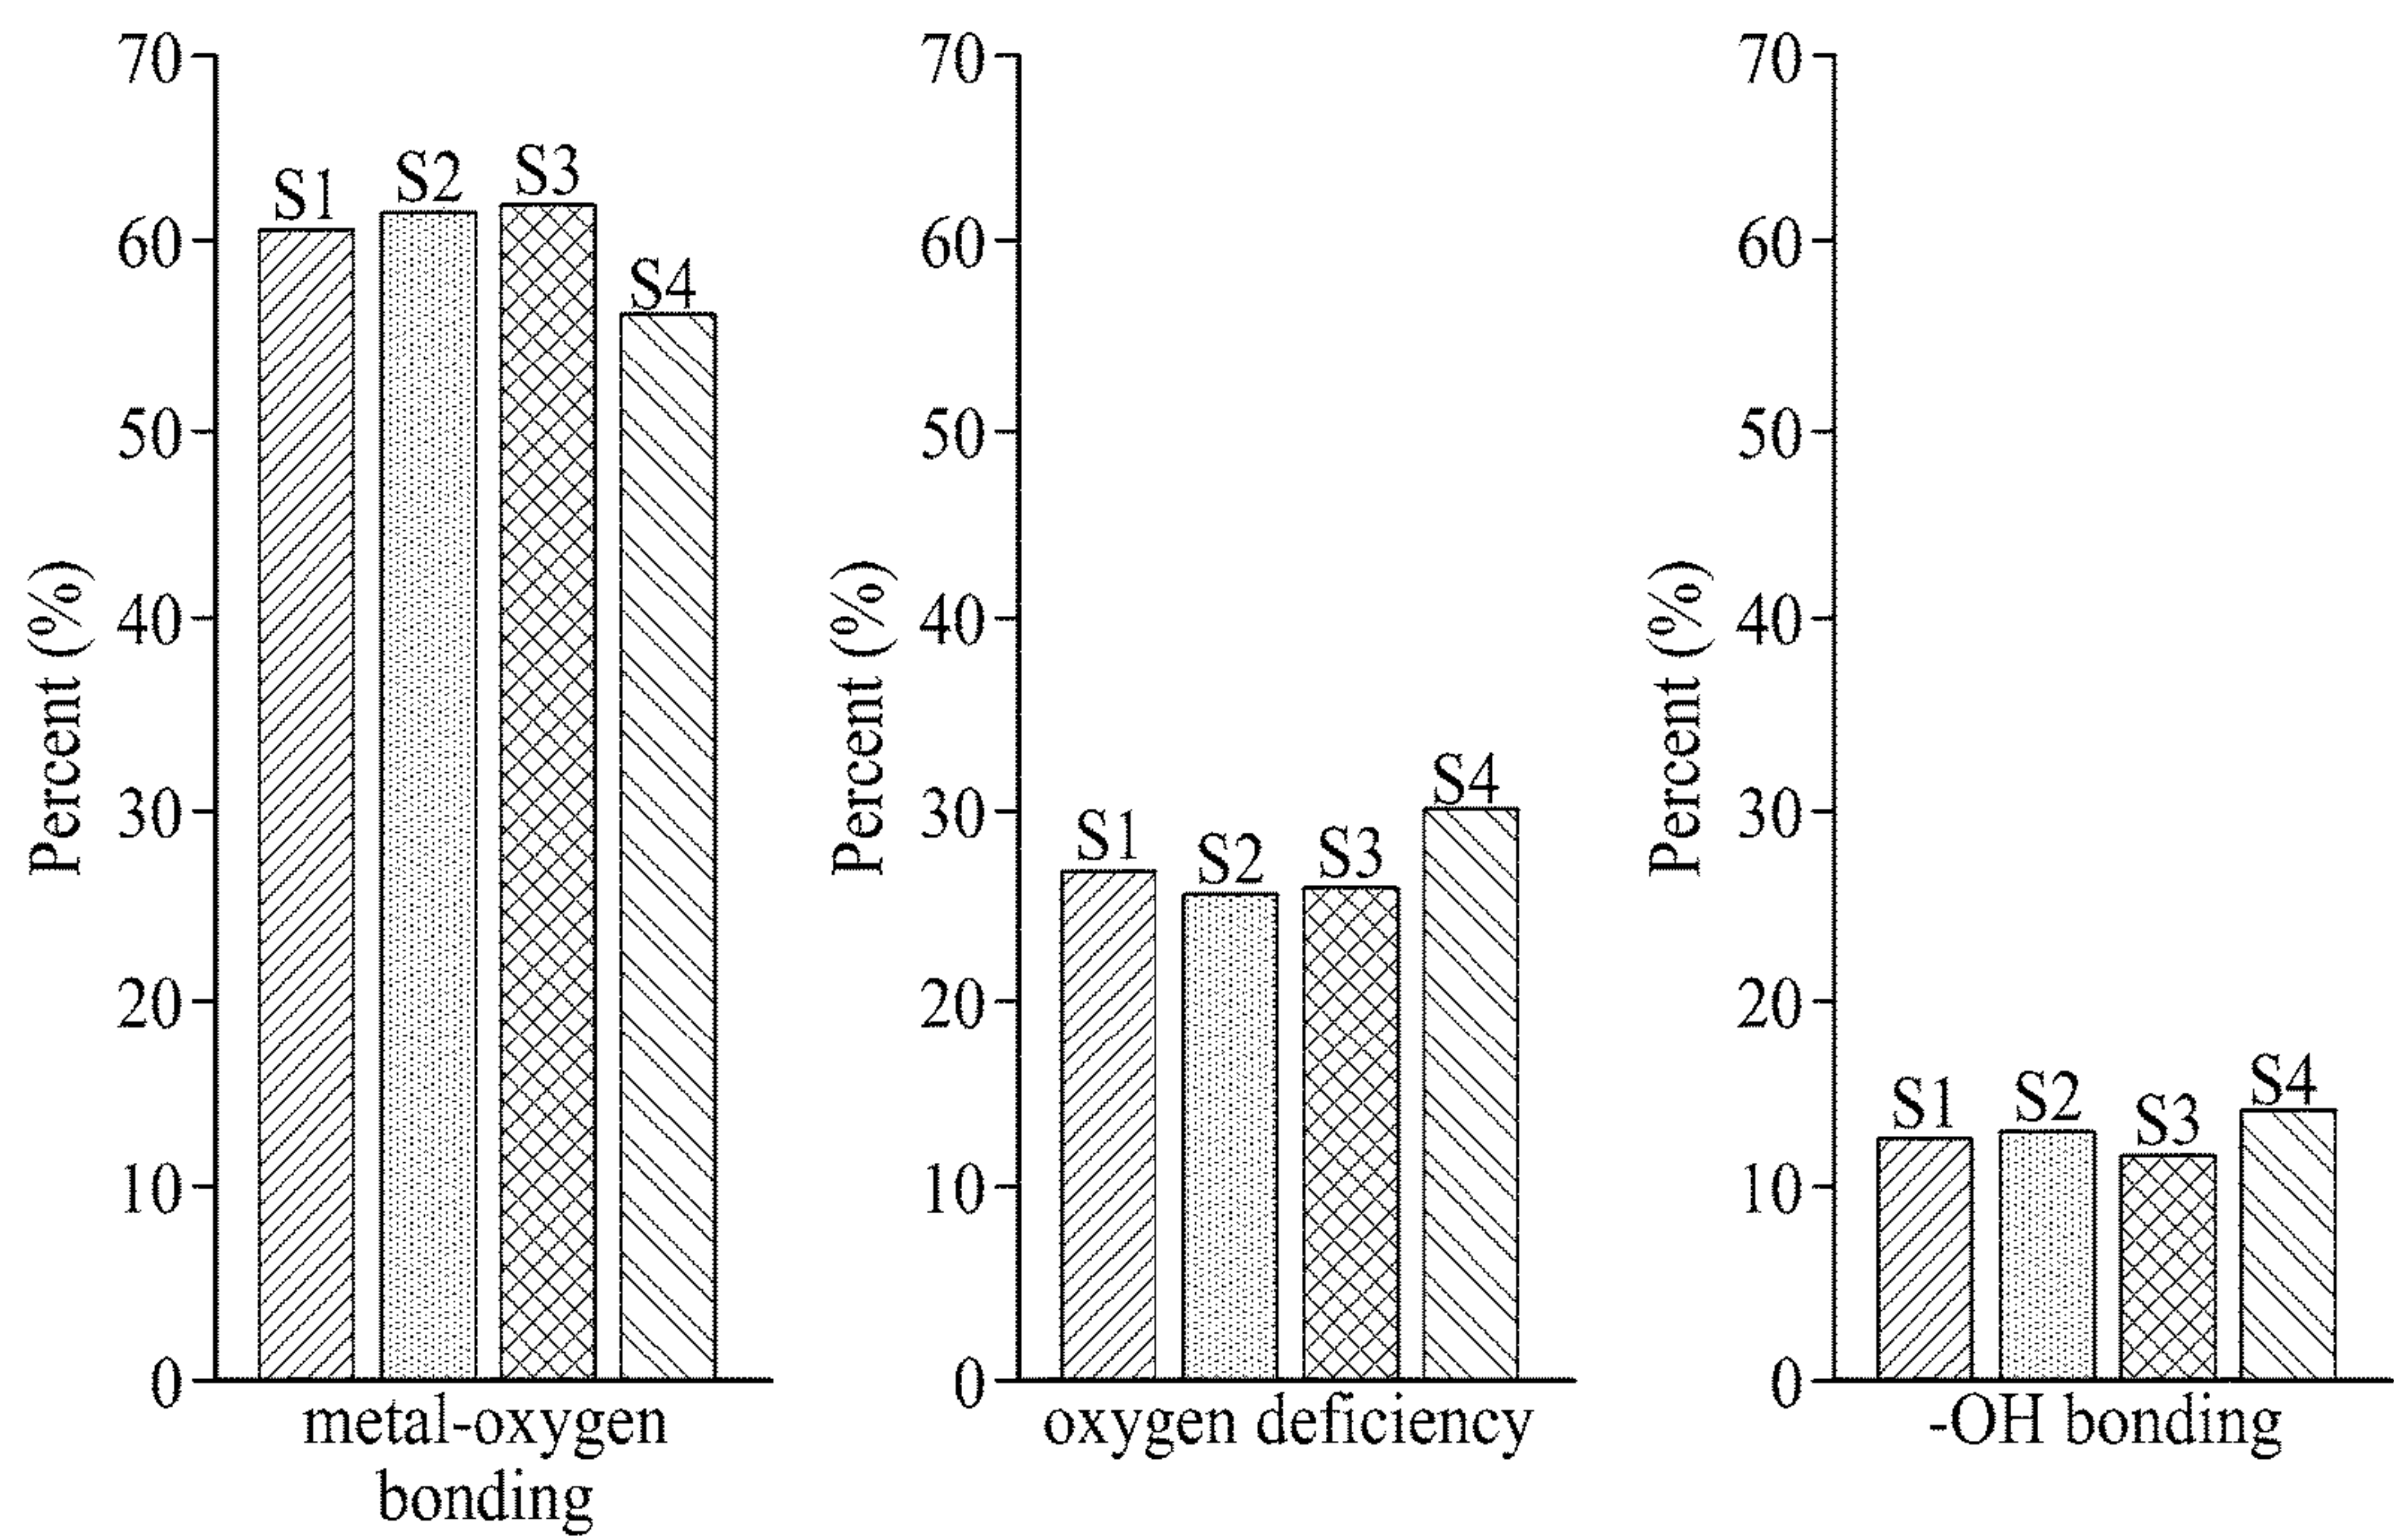 Percent (%)
70
60
50
40
30
20
10
0
S1
S2
S3
S4
metal-oxygen
bonding
Percent (%)
70
60
50
40
30
20
10
0
S1
S2
S3
S4
oxygen deficiency
Percent (%)
70
60
50
40
30
20
10
0
S1
S2
S3
S4
-OH bonding